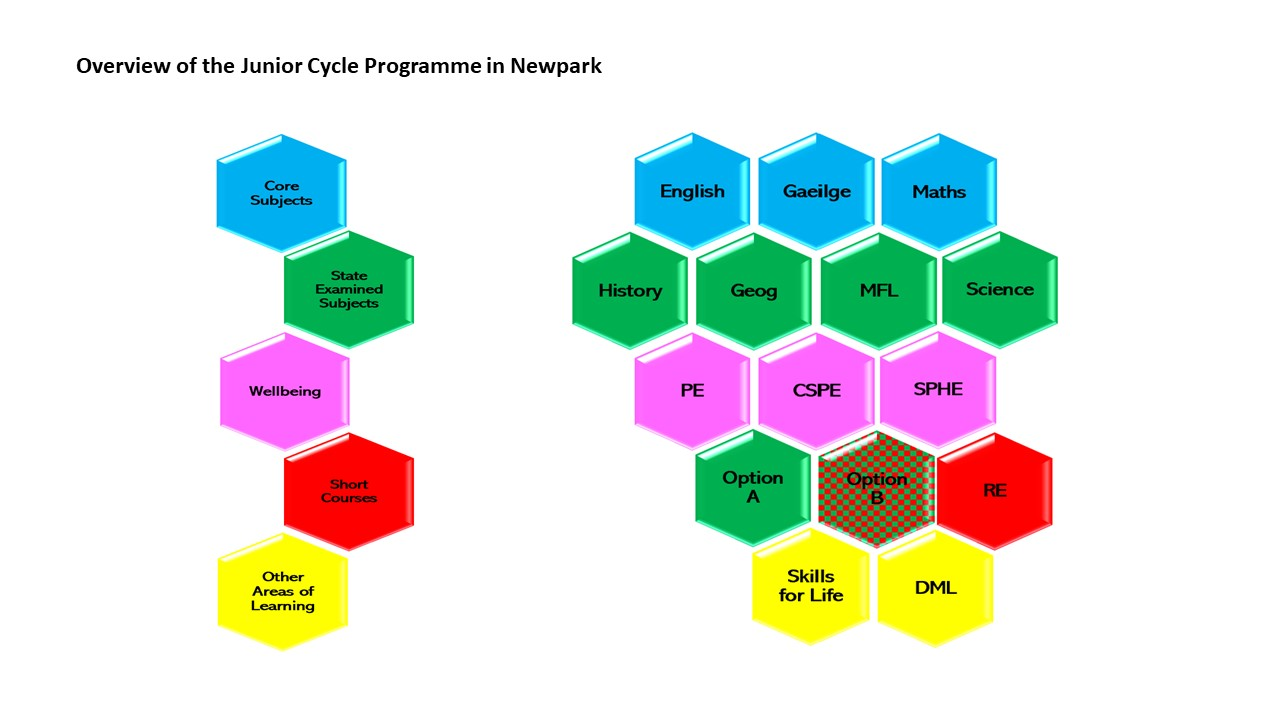 Overview of the Junior Cycle Programme in Newpark
Core
Subjects
State
Examined
Subjects
Wellbeing
Short
Courses
Other
Areas of
Learning
English
Gaeilge
Maths
History
Geog
MFL
Science
PE
CSPE
SPHE
Option
A
Option
B
RE
Skills
for Life
DML